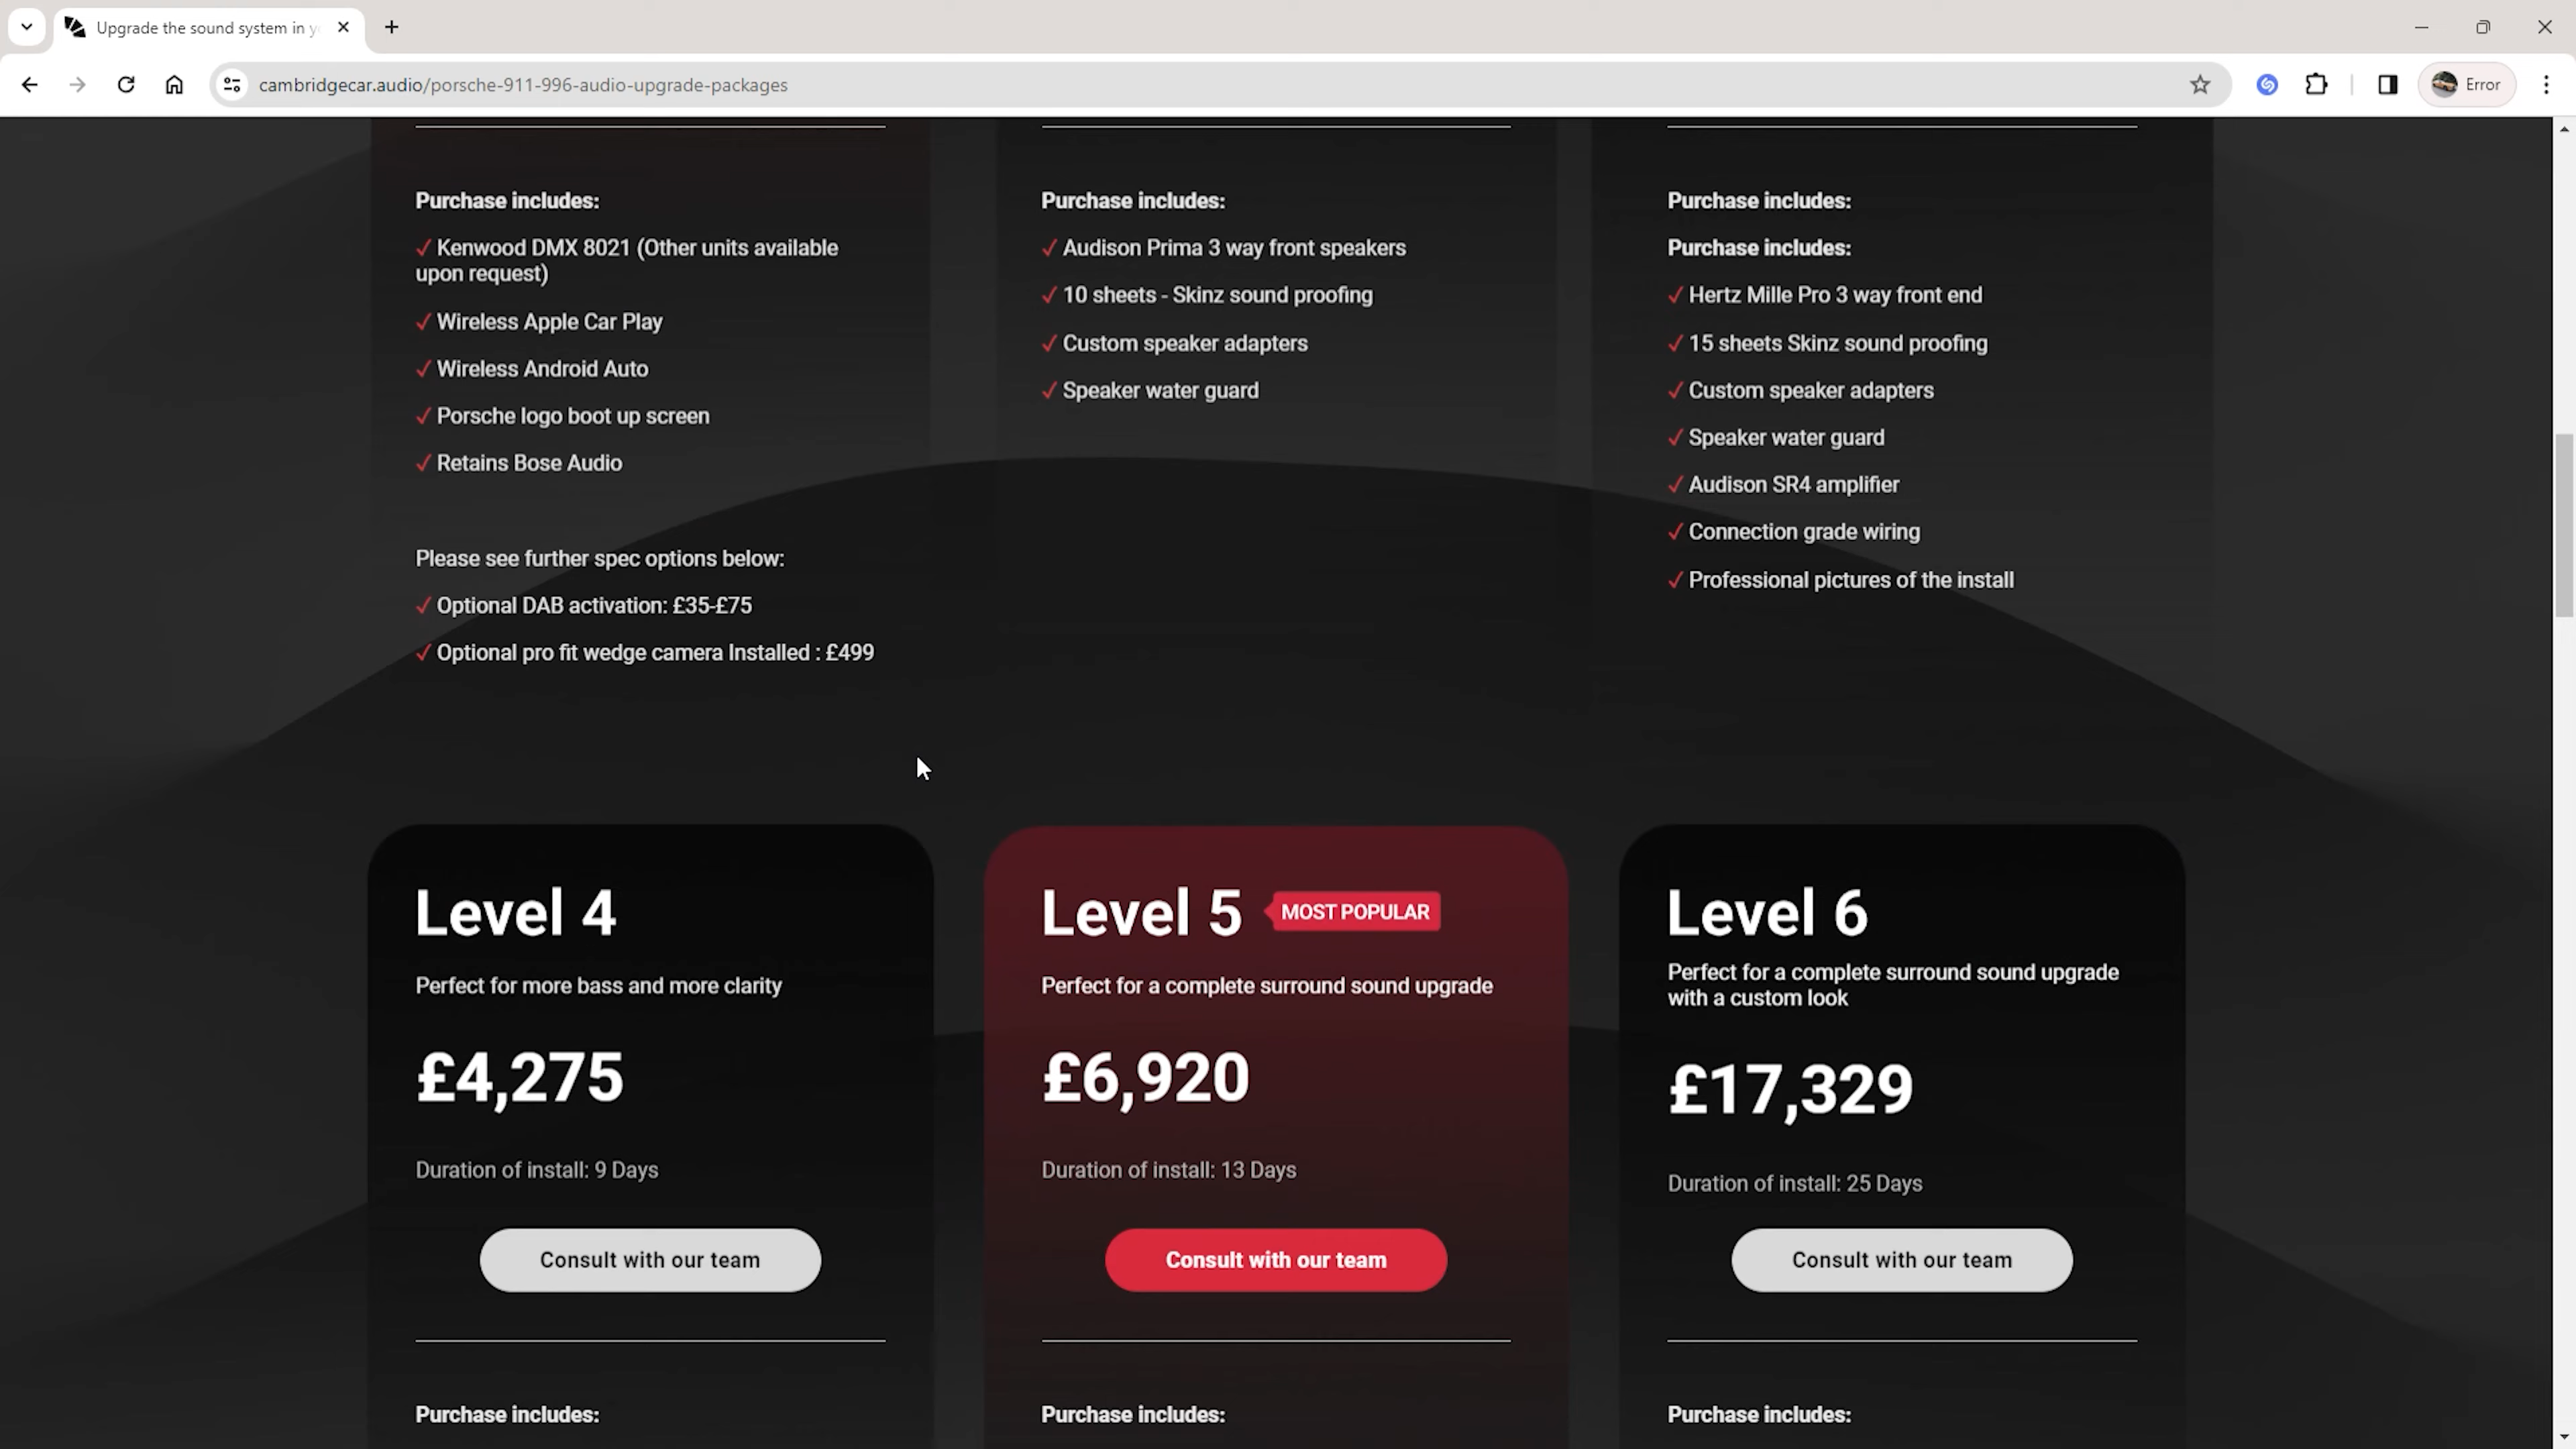 Upgrade the sound system in y
cambridgecar.audio/porsche-911-996-audio-upgrade-packages
Error
Purchase includes:
✓ Kenwood DMX 8021 (Other units available
upon request)
✓ Wireless Apple Car Play
✓ Wireless Android Auto
✓ Porsche logo boot up screen
✓ Retains Bose Audio
Please see further spec options below:
✓ Optional DAB activation: £35-£75
✓ Optional pro fit wedge camera Installed : £499
Purchase includes:
✓ Audison Prima 3 way front speakers
✓ 10 sheets - Skinz sound proofing
✓ Custom speaker adapters
✓ Speaker water guard
Purchase includes:
Purchase includes:
✓ Hertz Mille Pro 3 way front end
✓ 15 sheets Skinz sound proofing
✓ Custom speaker adapters
✓ Speaker water guard
✓ Audison SR4 amplifier
✓ Connection grade wiring
✓ Professional pictures of the install
Level 4
Perfect for more bass and more clarity
£4,275
Duration of install: 9 Days
Consult with our team
Purchase includes:
Level 5 MOST POPULAR
Perfect for a complete surround sound upgrade
£6,920
Duration of install: 13 Days
Consult with our team
Purchase includes:
Level 6
Perfect for a complete surround sound upgrade
with a custom look
£17,329
Duration of install: 25 Days
Consult with our team
Purchase includes: